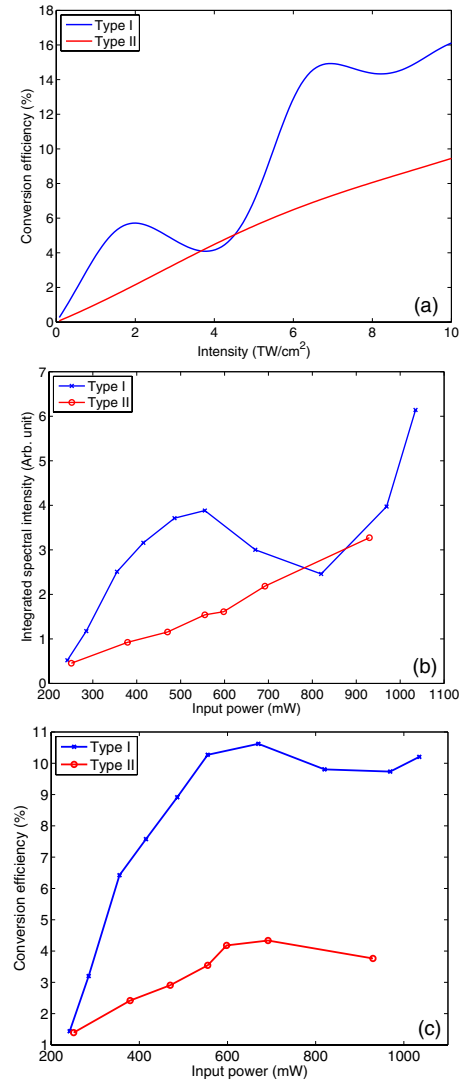 18
16
14
12
10
8
6
4
2
0
Conversion efficiency (%)
Type I
Type II
0 2 4 6 8 10
Intensity (TW/cm²)
(a)
7
6
5
4
3
2
1
0
Integrated spectral intensity (Arb. unit)
Type I
Type II
200 300 400 500 600 700 800 900 1000 1100
Input power (mW)
(b)
11
10
9
8
7
6
5
4
3
2
1
Conversion efficiency (%)
Type I
Type II
200 400 600 800 1000
Input power (mW)
(c)